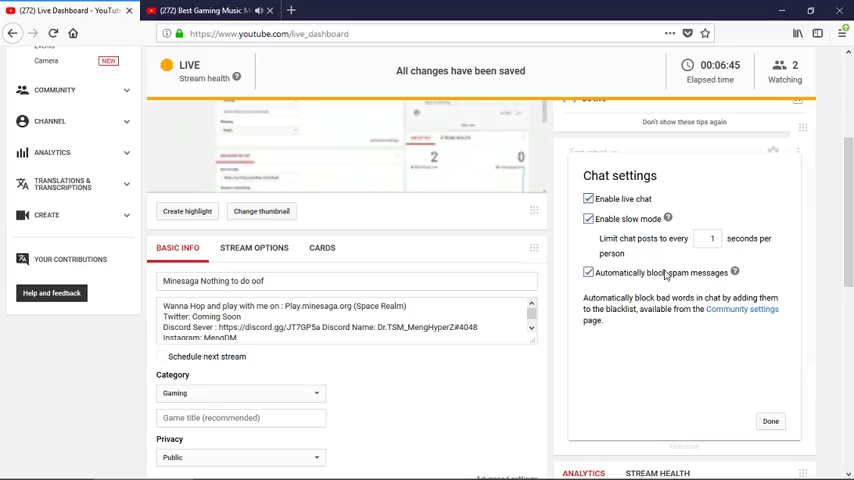 (272) Live Dashboard - YouTu
(272) Best Gaming Music M
https://www.youtube.com/live_dashboard
Camera
NEW
COMMUNITY
CHANNEL
ANALYTICS
TRANSLATIONS &
TRANSCRIPTIONS
CREATE
YOUR CONTRIBUTIONS
Help and feedback
LIVE
Stream health
All changes have been saved
00:06:45
Elapsed time
2
Watching
2
0
Create highlight
Change thumbnail
BASIC INFO
STREAM OPTIONS
CARDS
Minesaga Nothing to do oof
Wanna Hop and play with me on : Play.minesaga.org (Space Realm)
Twitter: Coming Soon
Discord Sever : https://discord.gg/JT7GP5a Discord Name: Dr.TSM_MengHyperZ#4048
Instagram: MengDM
Schedule next stream
Category
Gaming
Game title (recommended)
Privacy
Public
Advanced settings
Don't show these tips again
Chat settings
Enable live chat
Enable slow mode
Limit chat posts to every 1 seconds per
person
Automatically block spam messages
Automatically block bad words in chat by adding them
to the blacklist, available from the Community settings
page.
Done
Hide chat
ANALYTICS
STREAM HEALTH